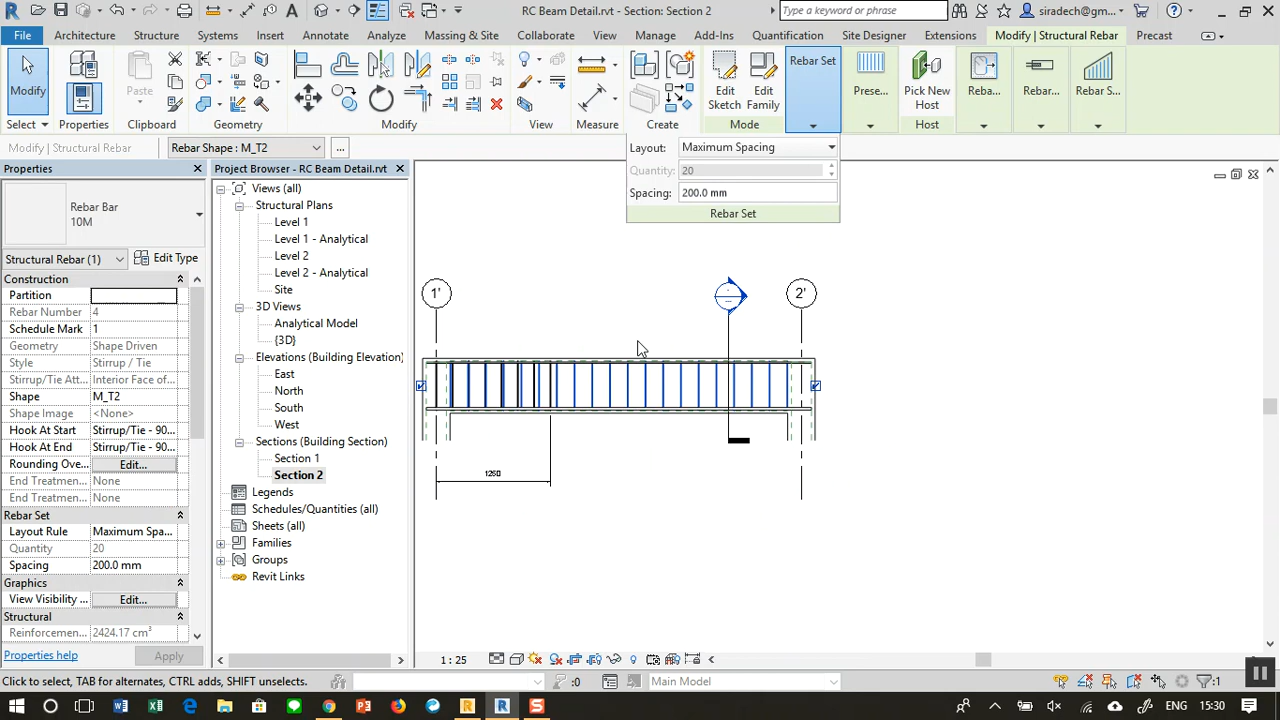 RC Beam Detail.rvt - Section: Section 2
Type a keyword or phrase
siradech@gm...
File Architecture Structure Systems Insert Annotate Analyze Massing & Site Collaborate View Manage Add-Ins Quantification Site Designer Extensions Modify | Structural Rebar Precast
Modify
Select
Properties
Paste
Clipboard
Geometry
Modify
View
Measure
Create
Edit Sketch
Edit Family
Mode
Rebar Set
Prese...
Pick New Host
Host
Reba...
Rebar...
Rebar S...
Modify | Structural Rebar
Rebar Shape : M_T2
...
Layout: Maximum Spacing
Quantity: 20
Spacing: 200.0 mm
Rebar Set
Properties
Rebar Bar
10M
Structural Rebar (1) Edit Type
Construction
Partition
Rebar Number 4
Schedule Mark 1
Geometry Shape Driven
Style Stirrup / Tie
Stirrup/Tie Att... Interior Face of
Shape M_T2
Shape Image <None>
Hook At Start Stirrup/Tie - 90...
Hook At End Stirrup/Tie - 90...
Rounding Ove... Edit...
End Treatment... None
End Treatment... None
Rebar Set
Layout Rule Maximum Spa...
Quantity 20
Spacing 200.0 mm
Graphics
View Visibility ... Edit...
Structural
Reinforcemen... 2424.17 cm³
Properties help Apply
Project Browser - RC Beam Detail.rvt
Views (all)
Structural Plans
Level 1
Level 1 - Analytical
Level 2
Level 2 - Analytical
Site
3D Views
Analytical Model
{3D}
Elevations (Building Elevation)
East
North
South
West
Sections (Building Section)
Section 1
Section 2
Legends
Schedules/Quantities (all)
Sheets (all)
Families
Groups
Revit Links
1'
2'
1250
1 : 25
Click to select, TAB for alternates, CTRL adds, SHIFT unselects.
:0
Main Model
:1
ENG 15:30